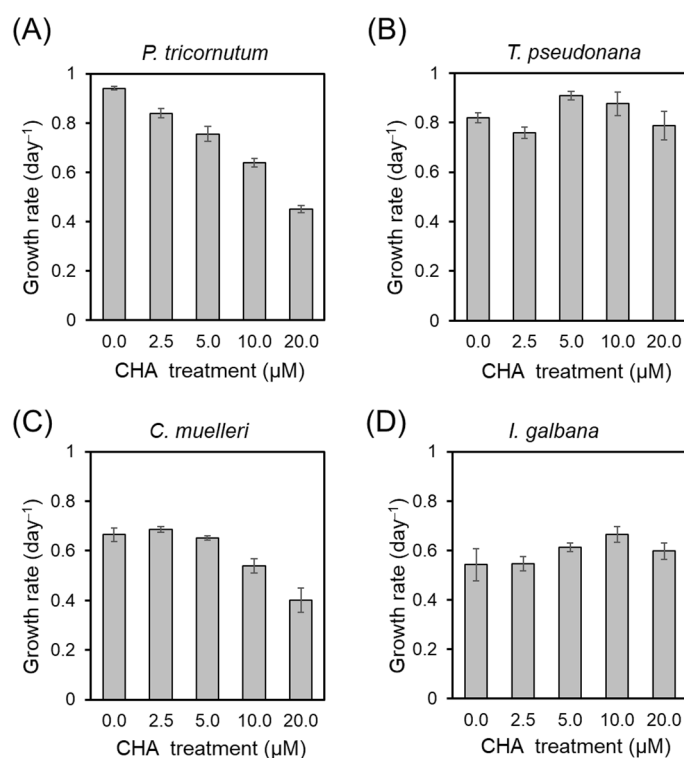 (A)
P. tricornutum
Growth rate (day⁻¹)
1
0.8
0.6
0.4
0.2
0
0.0 2.5 5.0 10.0 20.0
CHA treatment (µM)
(B)
T. pseudonana
Growth rate (day⁻¹)
1
0.8
0.6
0.4
0.2
0
0.0 2.5 5.0 10.0 20.0
CHA treatment (µM)
(C)
C. muelleri
Growth rate (day⁻¹)
1
0.8
0.6
0.4
0.2
0
0.0 2.5 5.0 10.0 20.0
CHA treatment (µM)
(D)
I. galbana
Growth rate (day⁻¹)
1
0.8
0.6
0.4
0.2
0
0.0 2.5 5.0 10.0 20.0
CHA treatment (µM)